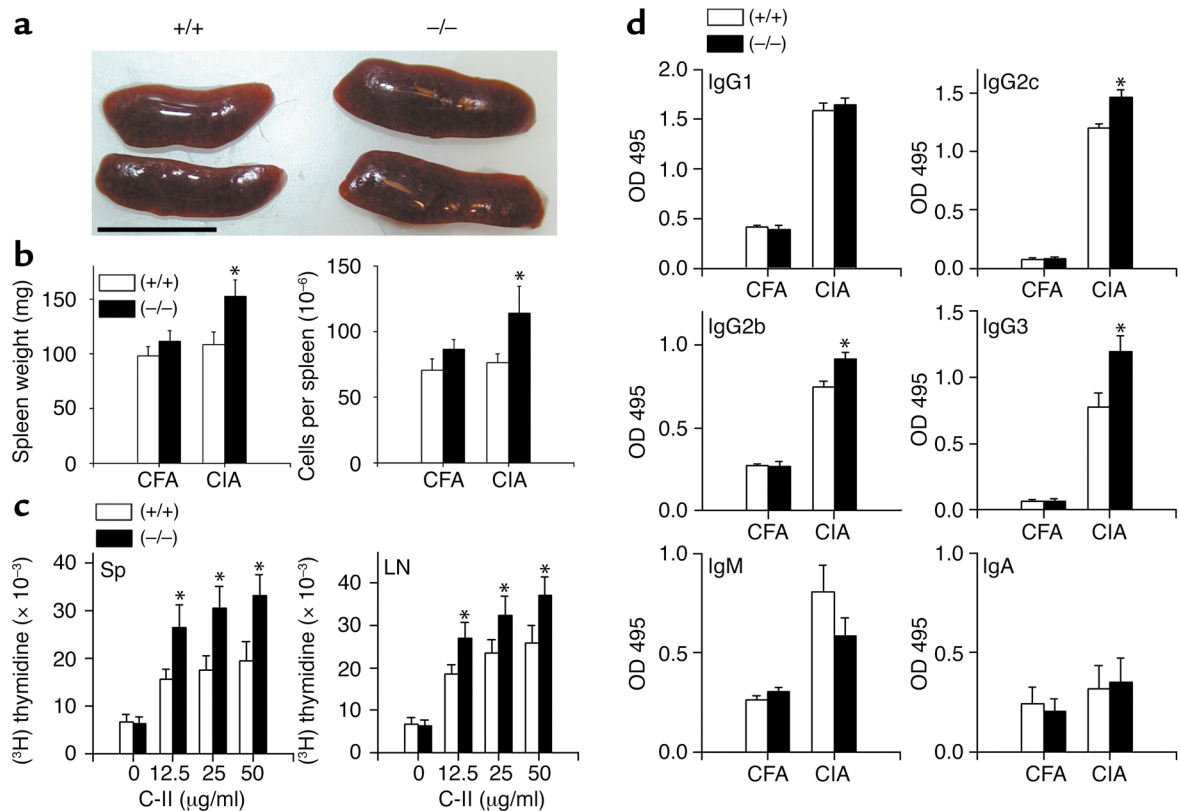 a
+/+
–/–
b
(+/+)
(–/–)
Spleen weight (mg)
150
100
50
0
*
CFA
CIA
Cells per spleen (10⁻⁶)
150
100
50
0
*
CFA
CIA
c
(+/+)
(–/–)
Sp
(³H) thymidine (× 10⁻³)
40
30
20
10
0
*
*
*
0
12.5
25
50
C-II (μg/ml)
LN
(³H) thymidine (× 10⁻³)
40
30
20
10
0
*
*
*
0
12.5
25
50
C-II (μg/ml)
d
(+/+)
(–/–)
IgG1
OD 495
2.0
1.5
1.0
0.5
0.0
CFA
CIA
IgG2c
OD 495
1.5
1.0
0.5
0.0
*
CFA
CIA
IgG2b
OD 495
1.0
0.5
0.0
*
CFA
CIA
IgG3
OD 495
1.5
1.0
0.5
0.0
*
CFA
CIA
IgM
OD 495
1.0
0.5
0.0
CFA
CIA
IgA
OD 495
1.0
0.5
0.0
CFA
CIA